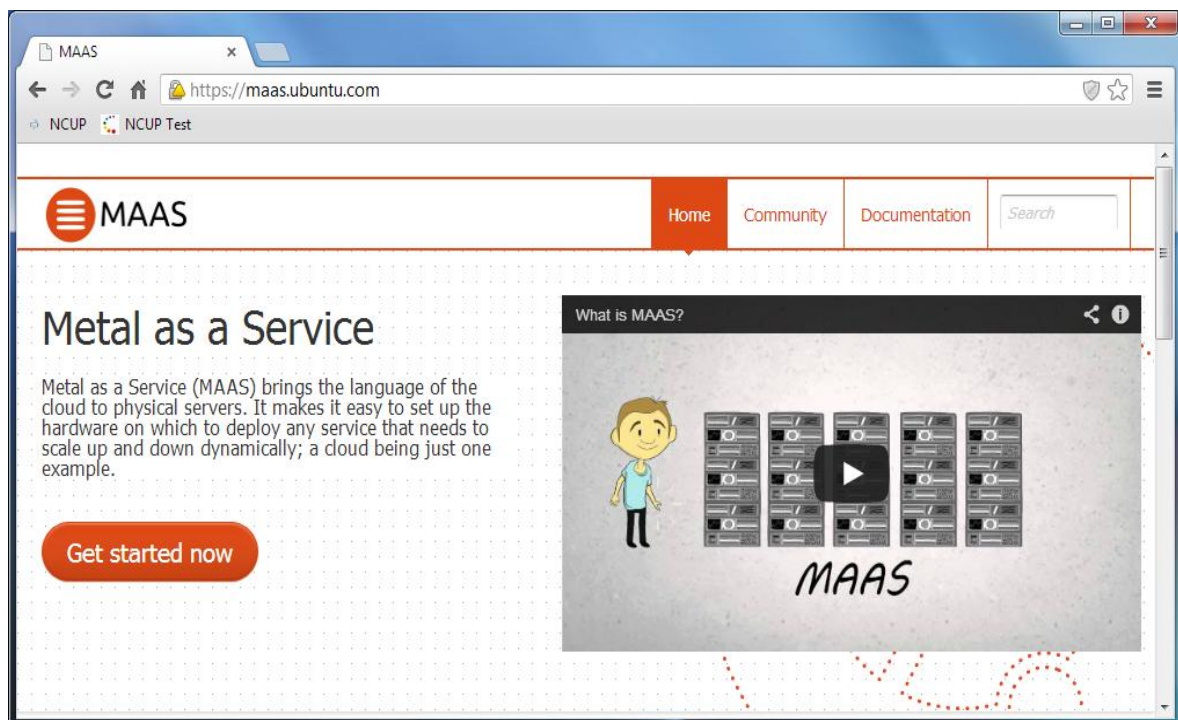 MAAS
https://maas.ubuntu.com
NCUP NCUP Test
MAAS
Home Community Documentation Search
Metal as a Service
Metal as a Service (MAAS) brings the language of the
cloud to physical servers. It makes it easy to set up the
hardware on which to deploy any service that needs to
scale up and down dynamically; a cloud being just one
example.
Get started now
What is MAAS?
MAAS